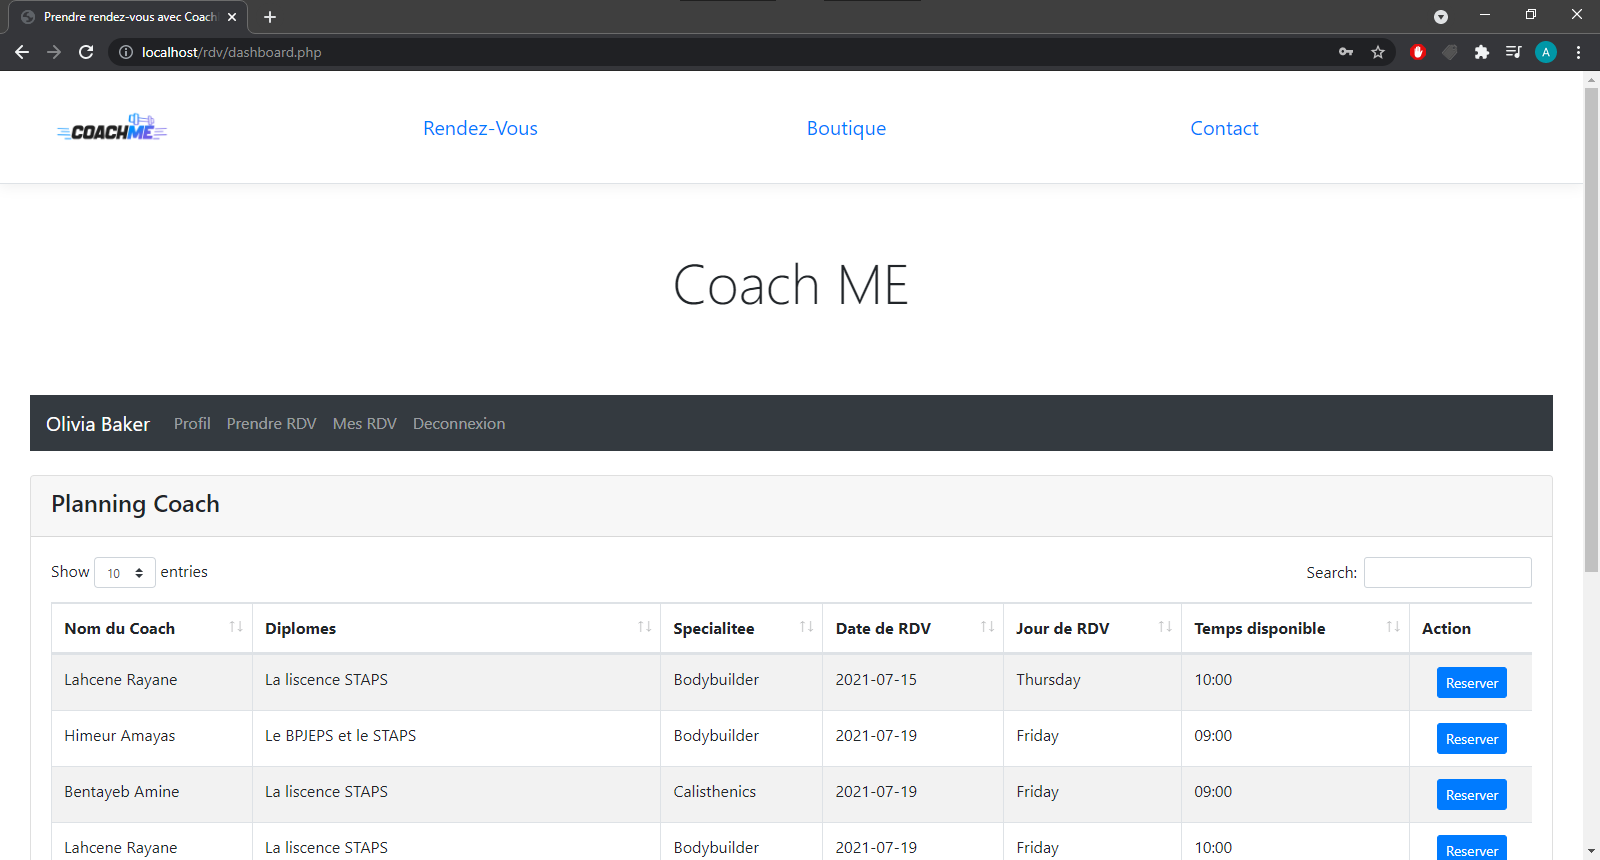 Prendre rendez-vous avec Coach
localhost/rdv/dashboard.php
A
COACHME
Rendez-Vous
Boutique
Contact
Coach ME
Olivia Baker Profil Prendre RDV Mes RDV Deconnexion
Planning Coach
Show 10 entries
Search:
Nom du Coach Diplomes Specialitee Date de RDV Jour de RDV Temps disponible Action
Lahcene Rayane La liscence STAPS Bodybuilder 2021-07-15 Thursday 10:00 Reserver
Himeur Amayas Le BPJEPS et le STAPS Bodybuilder 2021-07-19 Friday 09:00 Reserver
Bentayeb Amine La liscence STAPS Calisthenics 2021-07-19 Friday 09:00 Reserver
Lahcene Rayane La liscence STAPS Bodybuilder 2021-07-19 Friday 10:00 Reserver